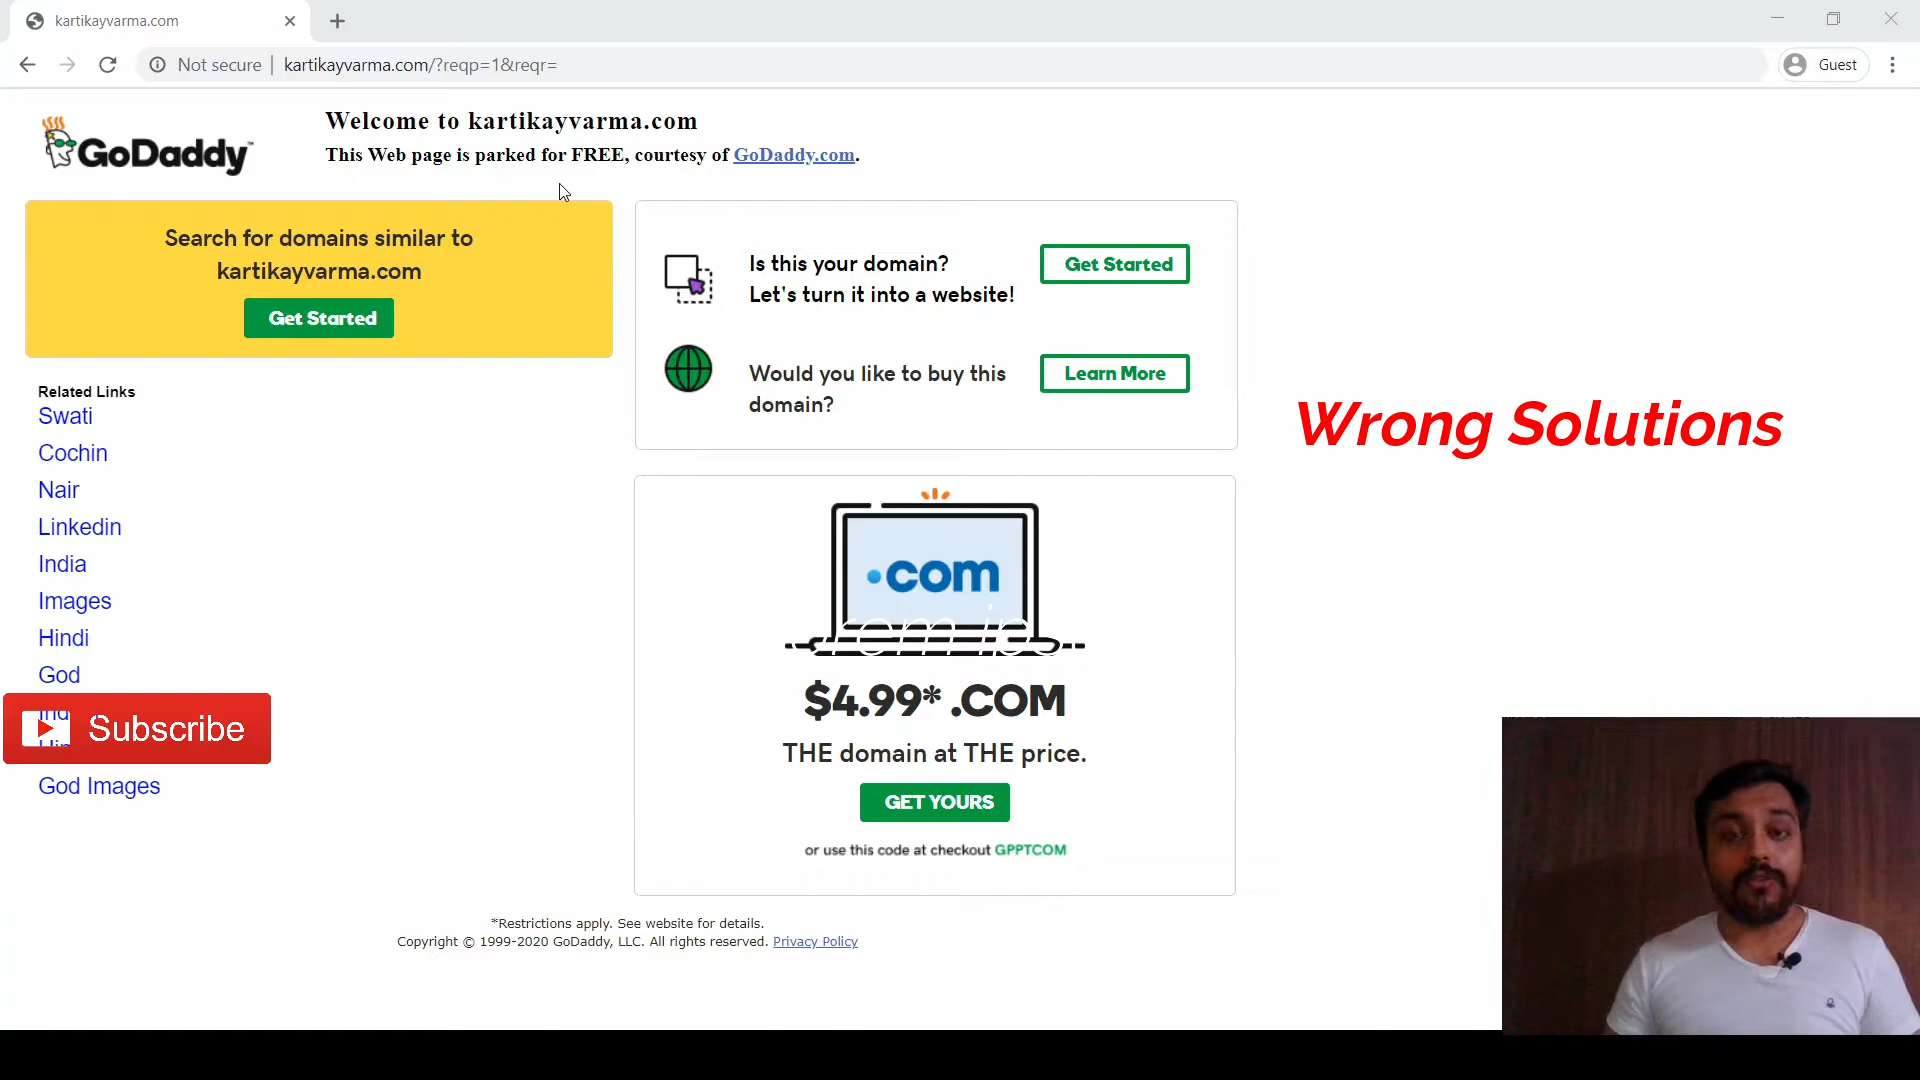 kartikayvarma.com
Not secure
kartikayvarma.com/?reqp=1&reqr=
Guest
GoDaddy™
Welcome to kartikayvarma.com
This Web page is parked for FREE, courtesy of GoDaddy.com.
Search for domains similar to
kartikayvarma.com
Get Started
Is this your domain?
Let's turn it into a website!
Get Started
Would you like to buy this
domain?
Learn More
Related Links
Swati
Cochin
Nair
Linkedin
India
Images
Hindi
God
God Images
Subscribe
Wrong Solutions
.com
$4.99* .COM
THE domain at THE price.
GET YOURS
or use this code at checkout GPPTCOM
*Restrictions apply. See website for details.
Copyright © 1999-2020 GoDaddy, LLC. All rights reserved. Privacy Policy